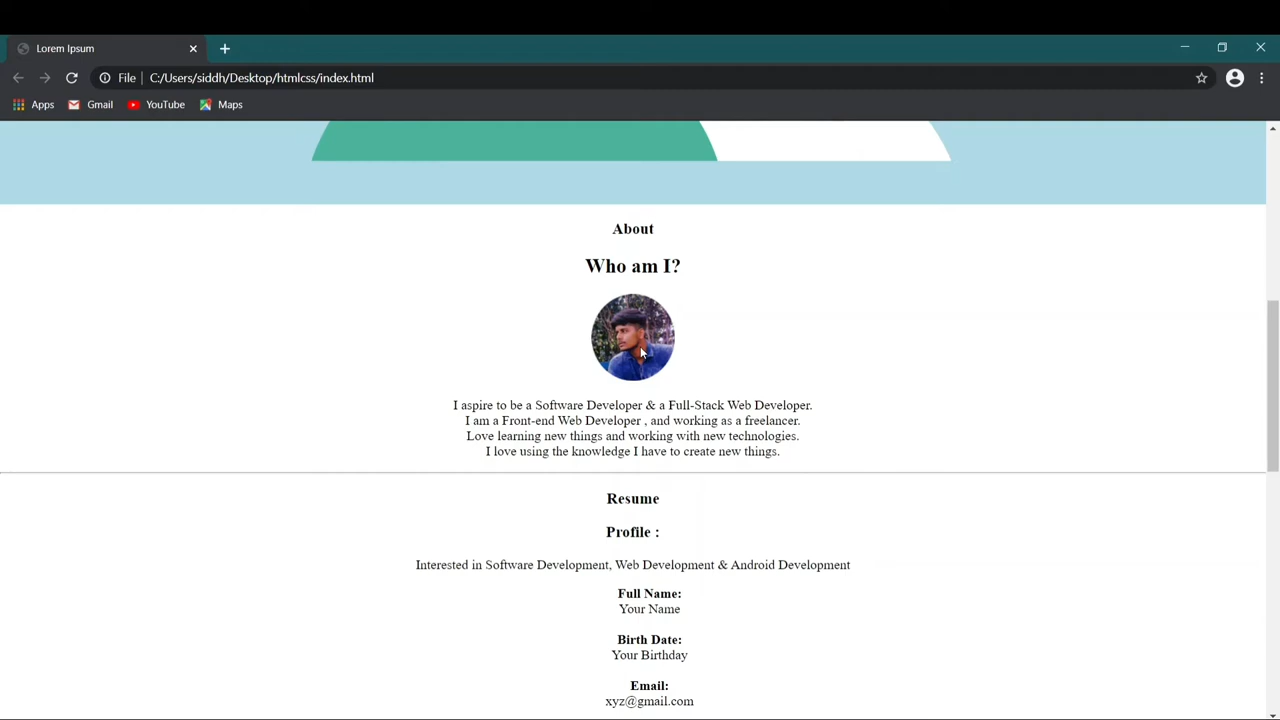 Lorem Ipsum
File C:/Users/siddh/Desktop/htmlcss/index.html
Apps Gmail YouTube Maps
About
Who am I?
I aspire to be a Software Developer & a Full-Stack Web Developer.
I am a Front-end Web Developer , and working as a freelancer.
Love learning new things and working with new technologies.
I love using the knowledge I have to create new things.
Resume
Profile :
Interested in Software Development, Web Development & Android Development
Full Name:
Your Name
Birth Date:
Your Birthday
Email:
xyz@gmail.com